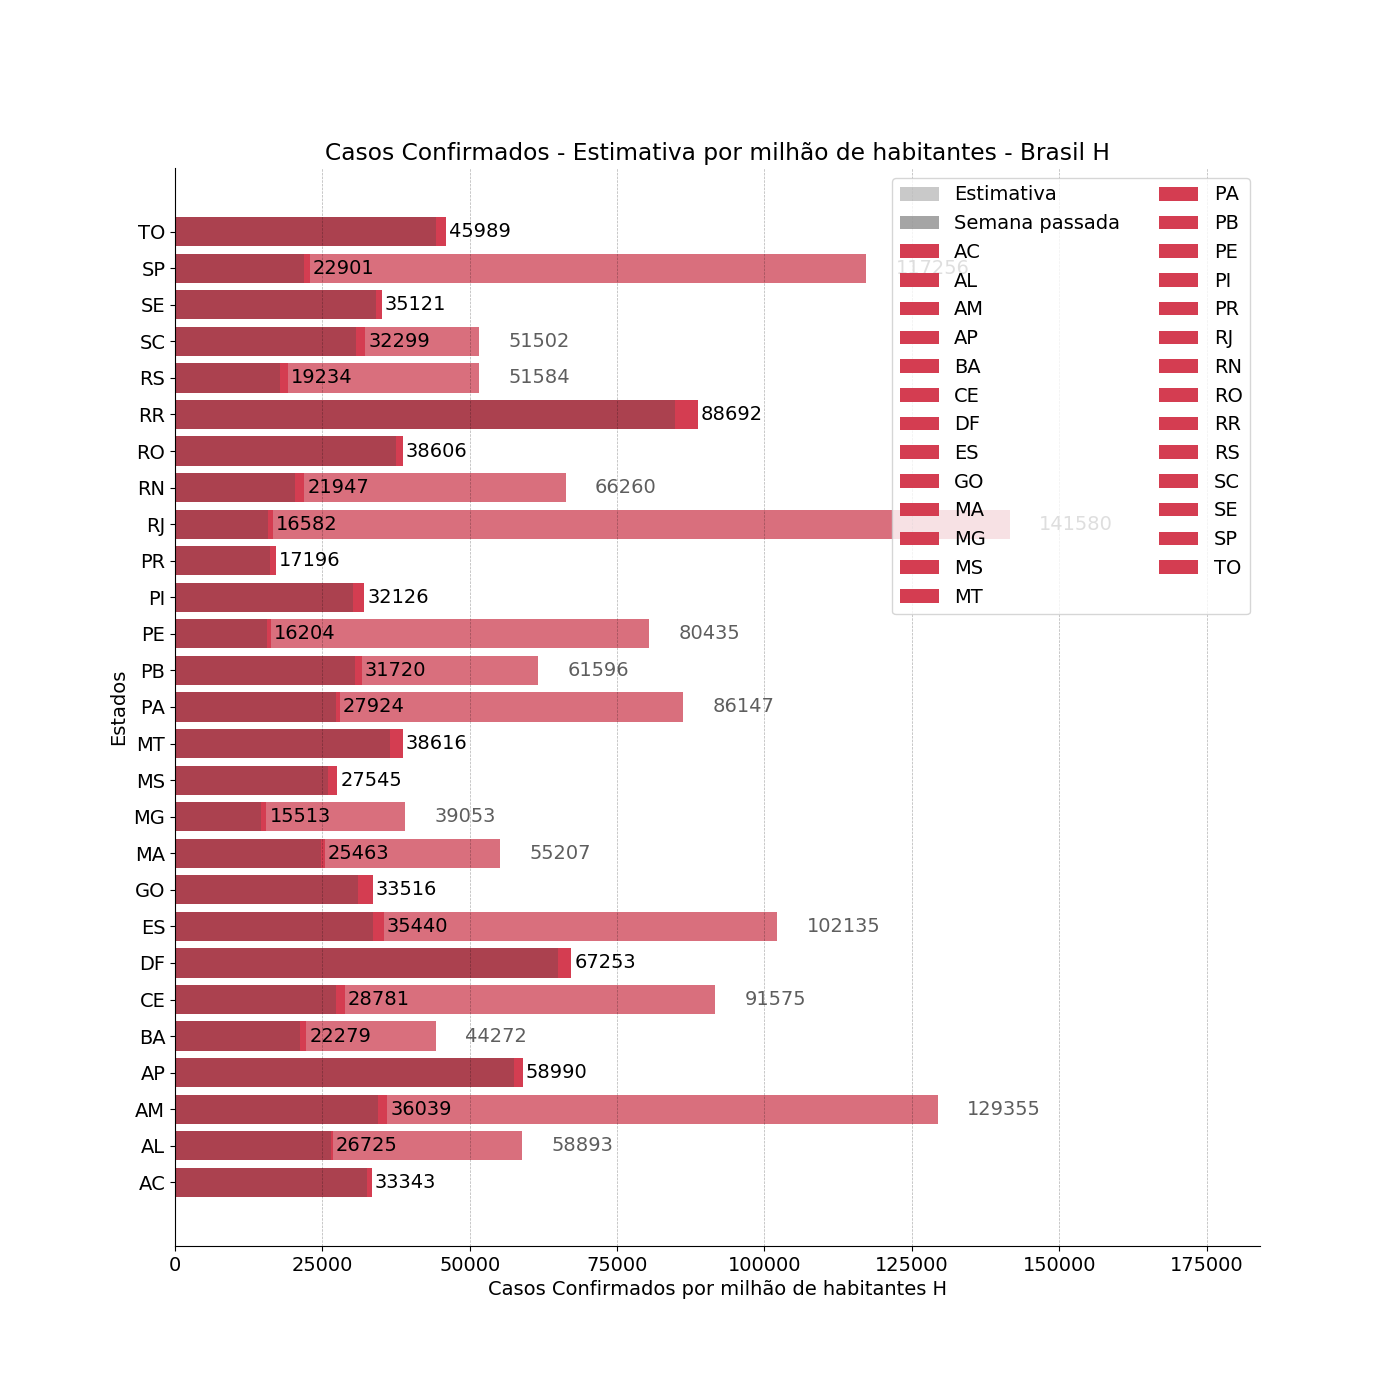 Casos Confirmados - Estimativa por milhão de habitantes - Brasil H
Estimativa
Semana passada
AC
AL
AM
AP
BA
CE
DF
ES
GO
MA
MG
MS
MT
PA
PB
PE
PI
PR
RJ
RN
RO
RR
RS
SC
SE
SP
TO
Estados
TO 45989
SP 22901 117256
SE 35121
SC 32299 51502
RS 19234 51584
RR 88692
RO 38606
RN 21947 66260
RJ 16582 141580
PR 17196
PI 32126
PE 16204 80435
PB 31720 61596
PA 27924 86147
MT 38616
MS 27545
MG 15513 39053
MA 25463 55207
GO 33516
ES 35440 102135
DF 67253
CE 28781 91575
BA 22279 44272
AP 58990
AM 36039 129355
AL 26725 58893
AC 33343
0 25000 50000 75000 100000 125000 150000 175000
Casos Confirmados por milhão de habitantes H